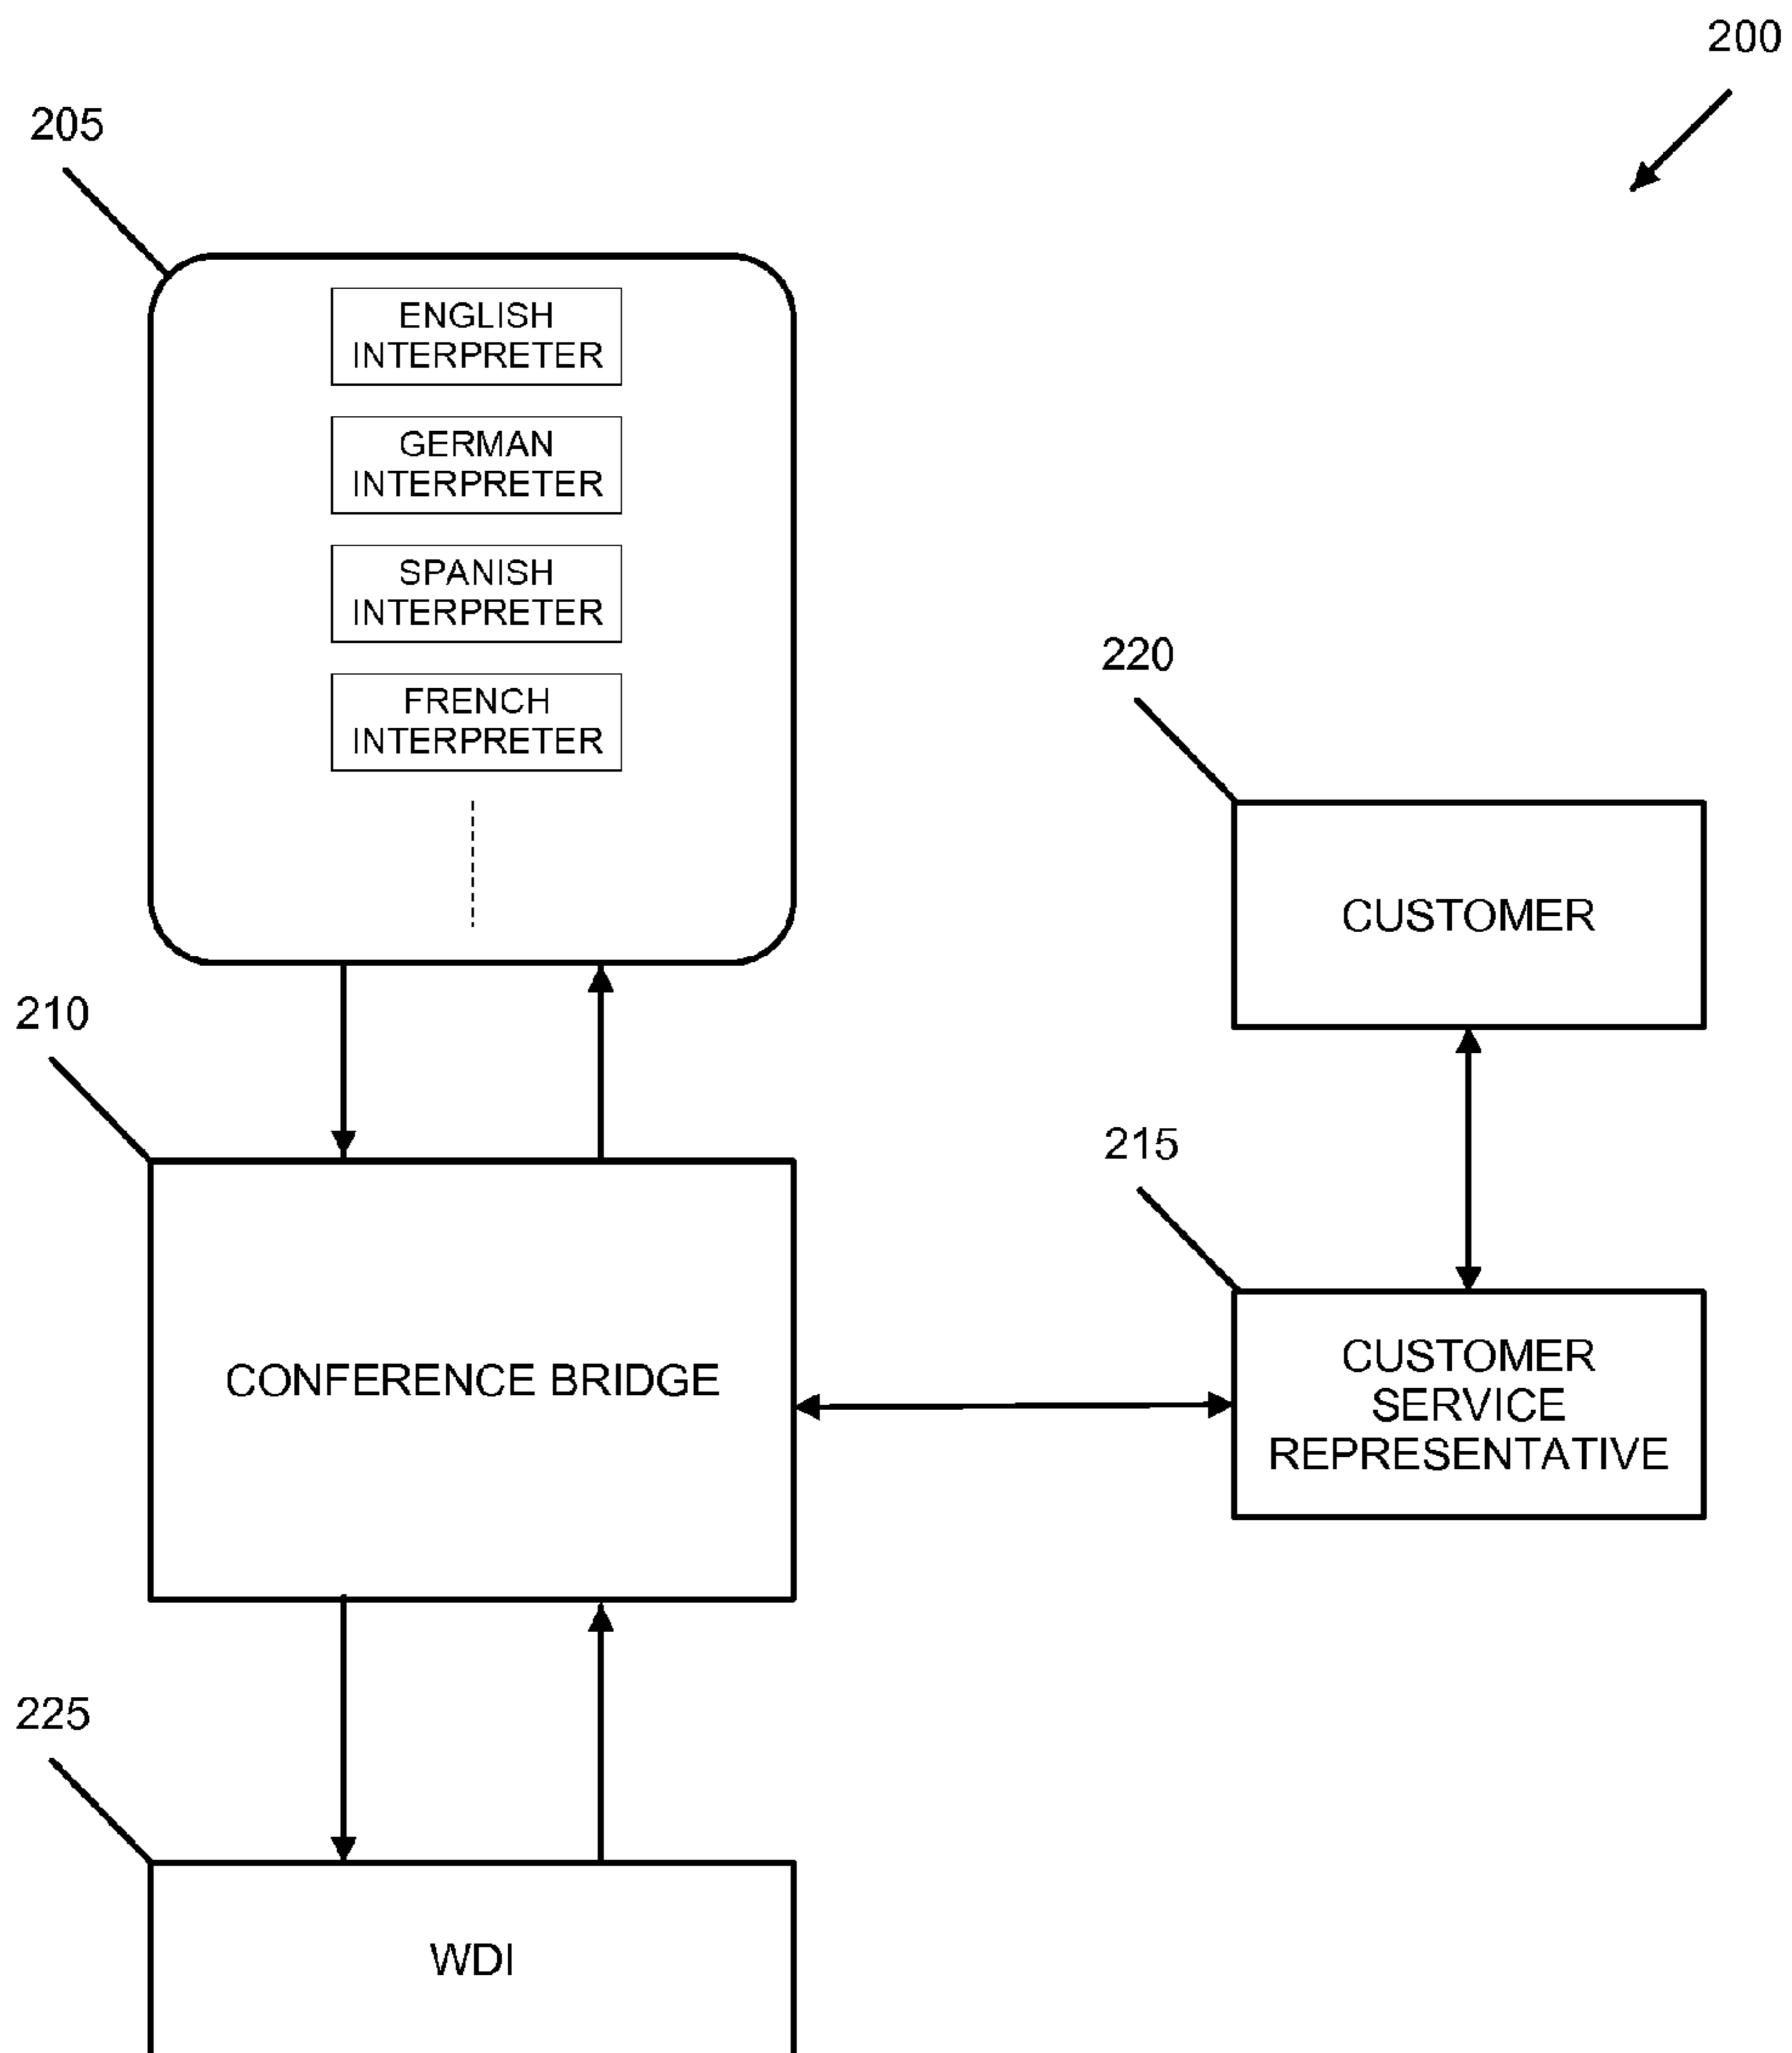 200
205
ENGLISH
INTERPRETER
GERMAN
INTERPRETER
SPANISH
INTERPRETER
FRENCH
INTERPRETER
220
CUSTOMER
210
CONFERENCE BRIDGE
215
CUSTOMER
SERVICE
REPRESENTATIVE
225
WDI